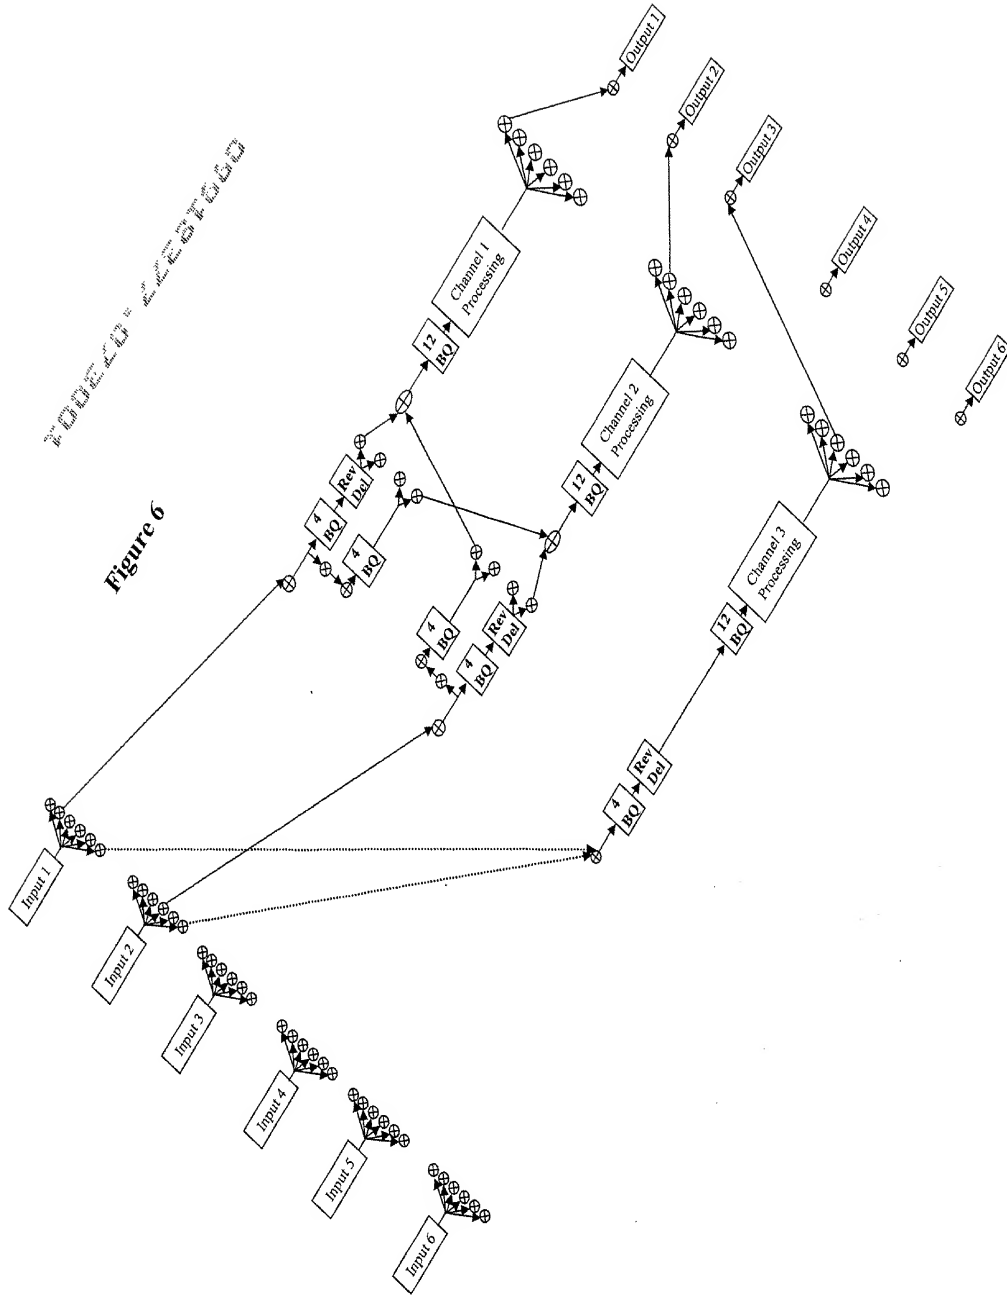 Figure 6
Input 1
Input 2
Input 3
Input 4
Input 5
Input 6
4
BQ
Rev
Del
4
BQ
12
BQ
Channel 1
Processing
Output 1
4
BQ
4
BQ
Rev
Del
12
BQ
Channel 2
Processing
Output 2
4
BQ
Rev
Del
12
BQ
Channel 3
Processing
Output 3
Output 4
Output 5
Output 6